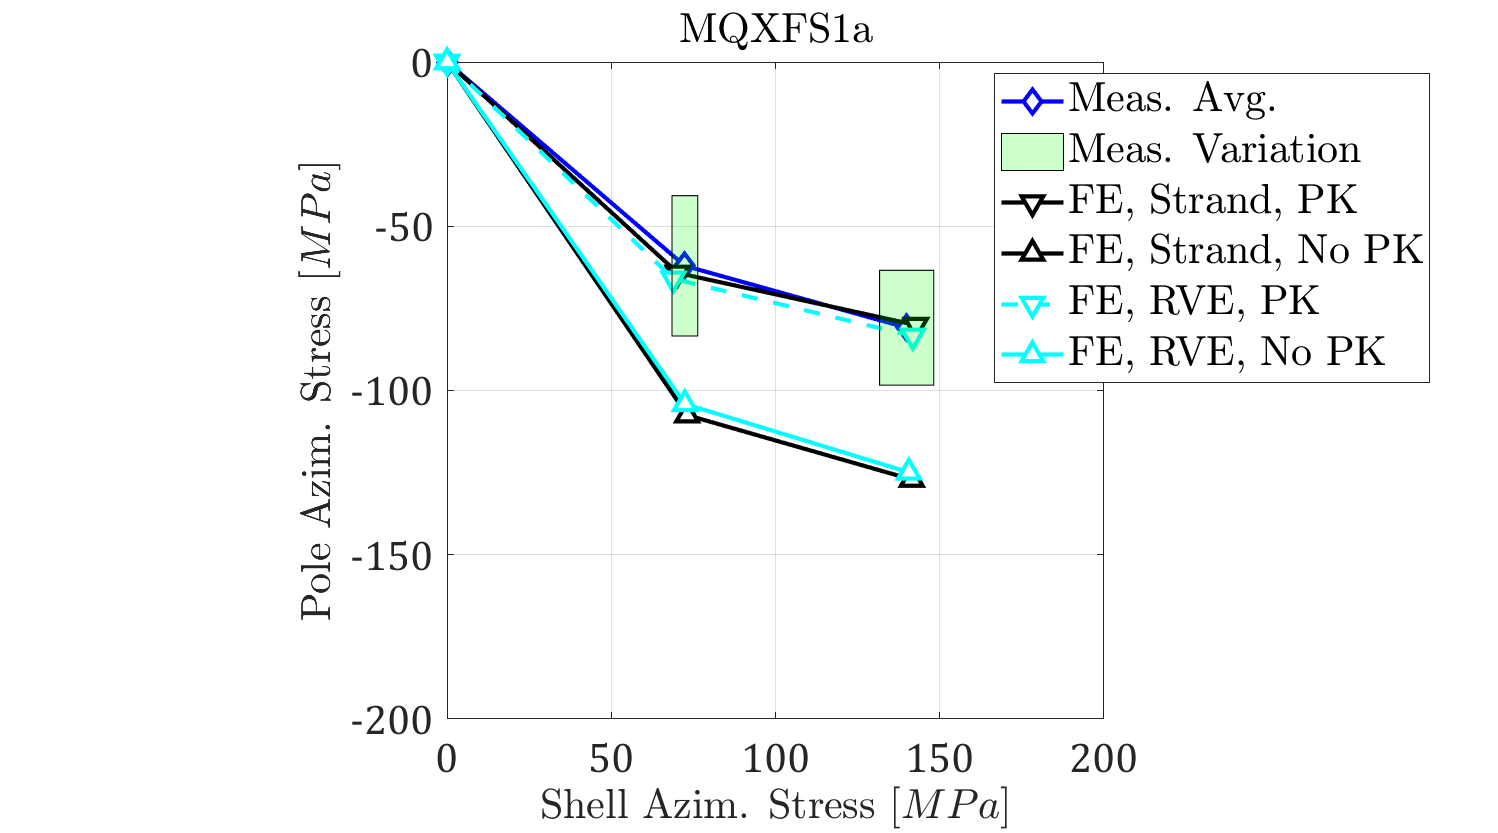 MQXFS1a
0
-50
-100
-150
-200
Pole Azim. Stress [MPa]
0 50 100 150 200
Shell Azim. Stress [MPa]
Meas. Avg.
Meas. Variation
FE, Strand, PK
FE, Strand, No PK
FE, RVE, PK
FE, RVE, No PK